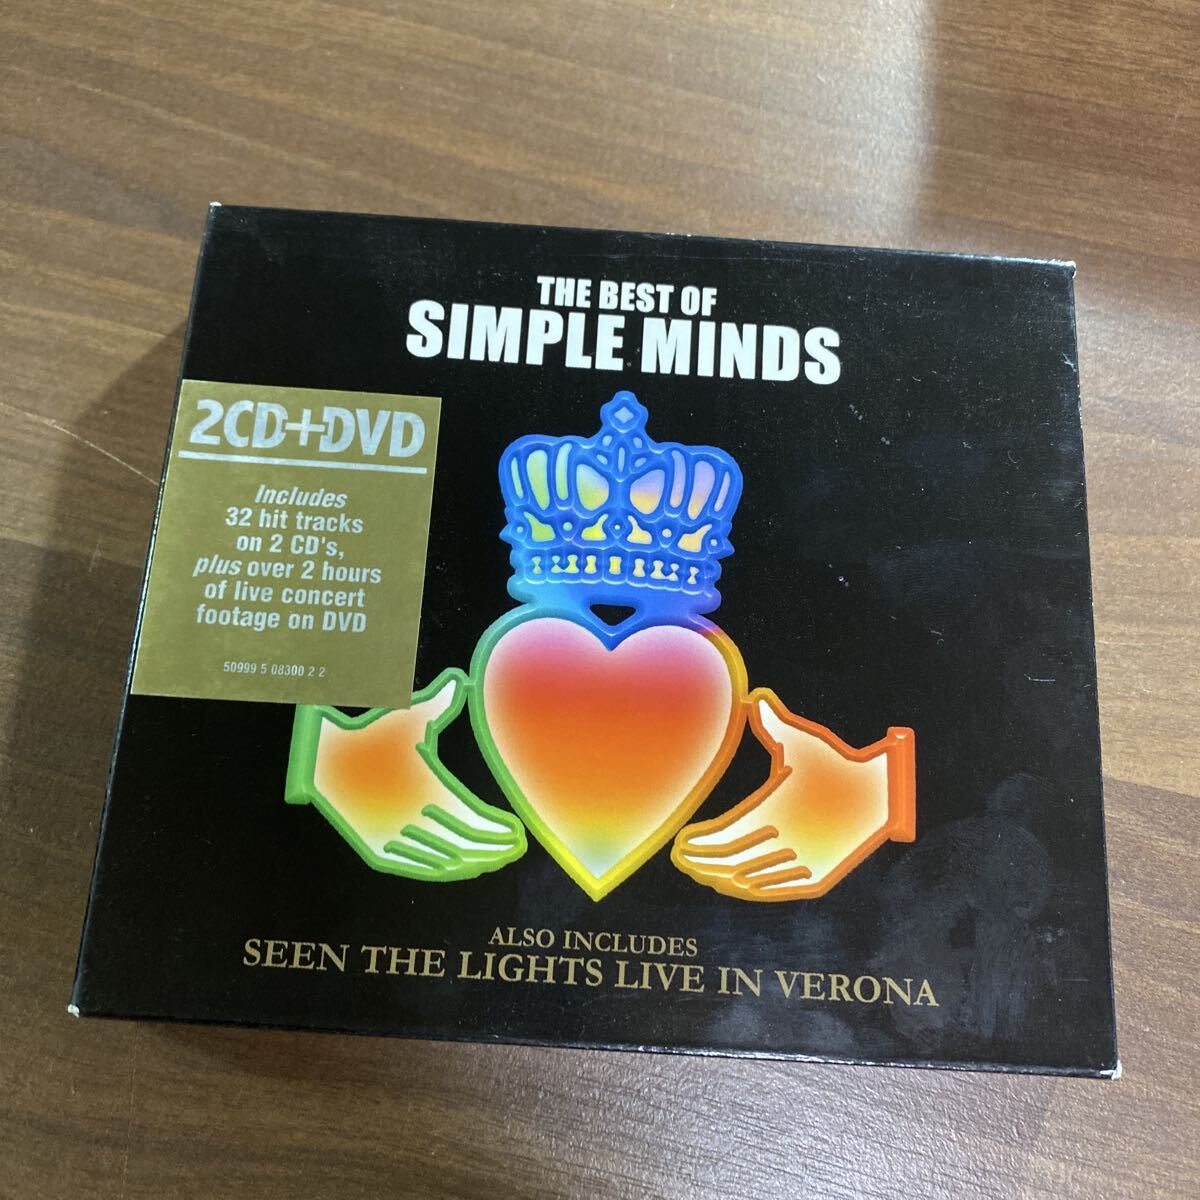 THE BEST OF
SIMPLE MINDS
2CD+DVD
Includes
32 hit tracks
on 2 CD's,
plus over 2 hours
of live concert
footage on DVD
50999 5 08300 2 2
ALSO INCLUDES
SEEN THE LIGHTS LIVE IN VERONA